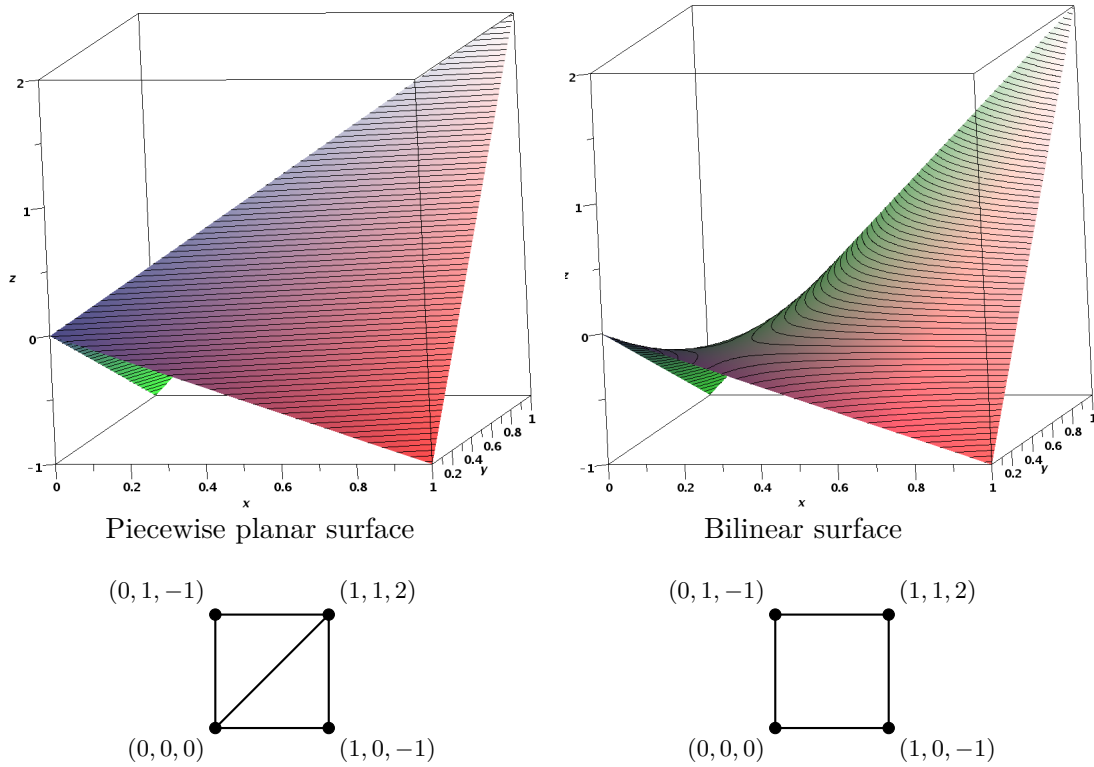 2
1
z
0
-1
0
0.2
0.4
0.6
0.8
1
x
0.2
0.4
0.6
0.8
1
y
Piecewise planar surface
2
1
0
-1
0
0.2
0.4
0.6
0.8
1
x
0.2
0.4
0.6
0.8
1
y
Bilinear surface
(0, 1, −1) (1, 1, 2)
(0, 0, 0) (1, 0, −1)
(0, 1, −1) (1, 1, 2)
(0, 0, 0) (1, 0, −1)